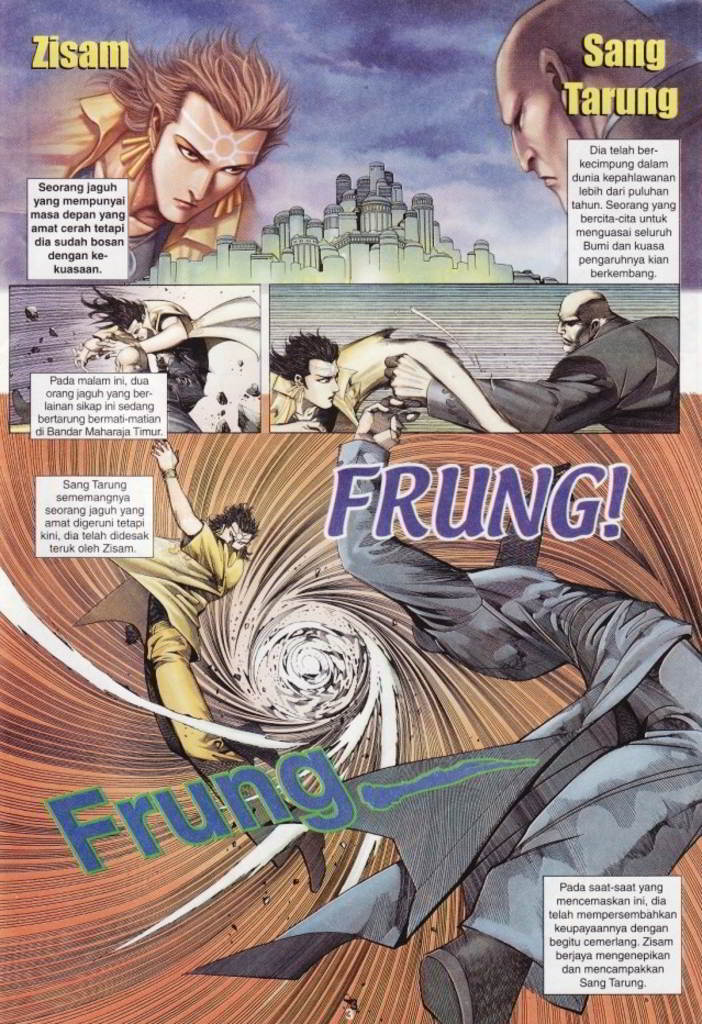 Zisam
Sang
Tarung
Seorang jaguh
yang mempunyai
masa depan yang
amat cerah tetapi
dia sudah bosan
dengan ke-
kuasaan.
Dia telah ber-
kecimpung dalam
dunia kepahlawanan
lebih dari puluhan
tahun. Seorang yang
bercita-cita untuk
menguasai seluruh
Bumi dan kuasa
pengaruhnya kian
berkembang.
Pada malam ini, dua
orang jaguh yang ber-
lainan sikap ini sedang
bertarung bermati-matian
di Bandar Maharaja Timur.
Sang Tarung
sememangnya
seorang jaguh yang
amat digeruni tetapi
kini, dia telah didesak
teruk oleh Zisam.
FRUNG!
Frung
Pada saat-saat yang
mencemaskan ini, dia
telah mempersembahkan
keupayaannya dengan
begitu cemerlang. Zisam
berjaya mengenepikan
dan mencampakkan
Sang Tarung.
3